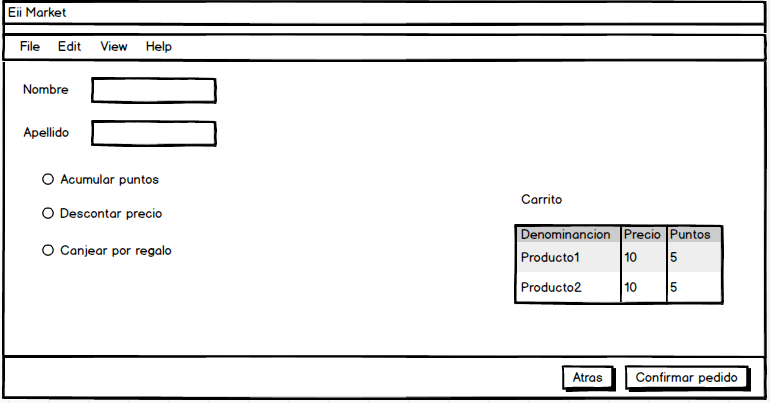 Eii Market
File Edit View Help
Nombre
Apellido
Acumular puntos
Descontar precio
Canjear por regalo
Carrito
Denominancion Precio Puntos
Producto1 10 5
Producto2 10 5
Atras Confirmar pedido